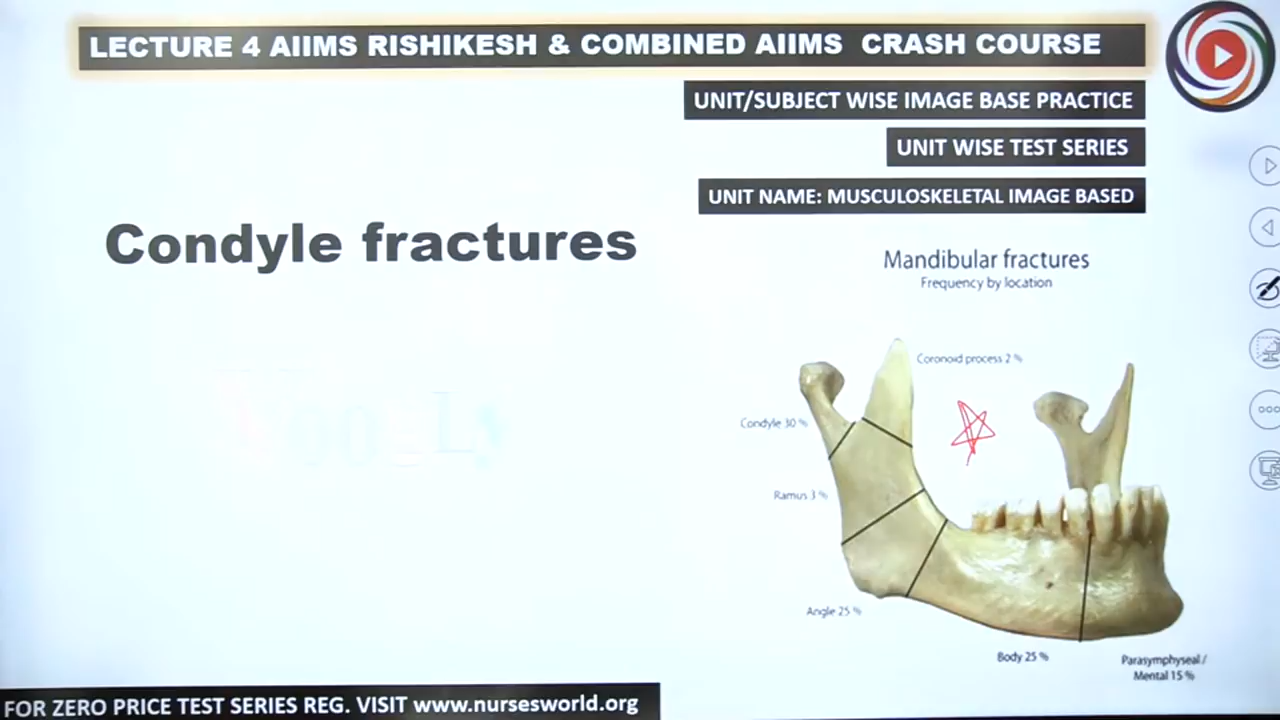 LECTURE 4 AIIMS RISHIKESH & COMBINED AIIMS CRASH COURSE
UNIT/SUBJECT WISE IMAGE BASE PRACTICE
UNIT WISE TEST SERIES
UNIT NAME: MUSCULOSKELETAL IMAGE BASED
Condyle fractures
Mandibular fractures
Frequency by location
Coronoid process 2 %
Condyle 30 %
Ramus 3 %
Angle 25 %
Body 25 %
Parasymphyseal /
Mental 15 %
FOR ZERO PRICE TEST SERIES REG. VISIT www.nursesworld.org